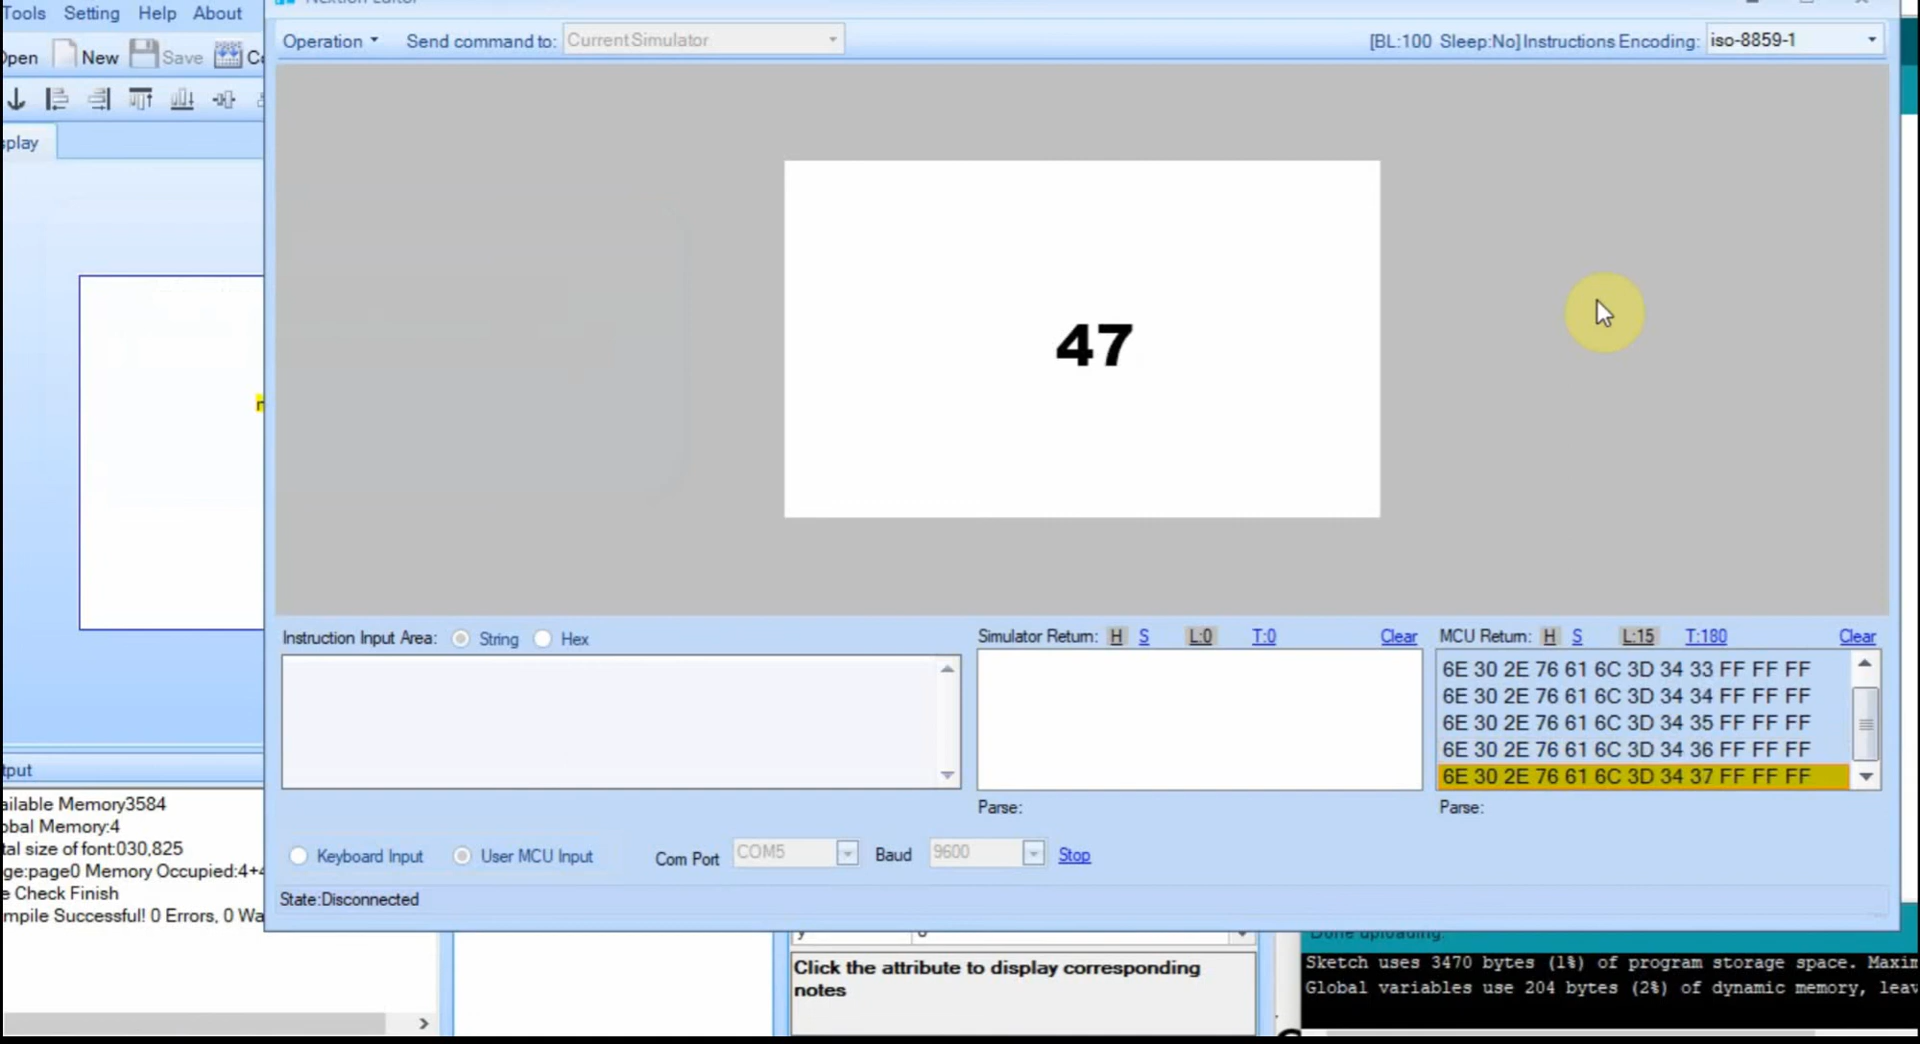 Tools Setting Help About
Nextion Editor
Open New Save
Operation Send command to: Current Simulator [BL:100 Sleep:No] Instructions Encoding: iso-8859-1
splay
47
Instruction Input Area: String Hex
Simulator Return: H S L:0 T:0 Clear
MCU Return: H S L:15 T:180 Clear
6E 30 2E 76 61 6C 3D 34 33 FF FF FF
6E 30 2E 76 61 6C 3D 34 34 FF FF FF
6E 30 2E 76 61 6C 3D 34 35 FF FF FF
6E 30 2E 76 61 6C 3D 34 36 FF FF FF
6E 30 2E 76 61 6C 3D 34 37 FF FF FF
Parse:
Parse:
Keyboard Input User MCU Input Com Port COM5 Baud 9600 Stop
State:Disconnected
tput
ailable Memory3584
obal Memory:4
tal size of font:030,825
ge:page0 Memory Occupied:4+4
e Check Finish
mpile Successful! 0 Errors, 0 Wa
Click the attribute to display corresponding
notes
Done uploading.
Sketch uses 3470 bytes (1%) of program storage space. Maxim
Global variables use 204 bytes (2%) of dynamic memory, leav